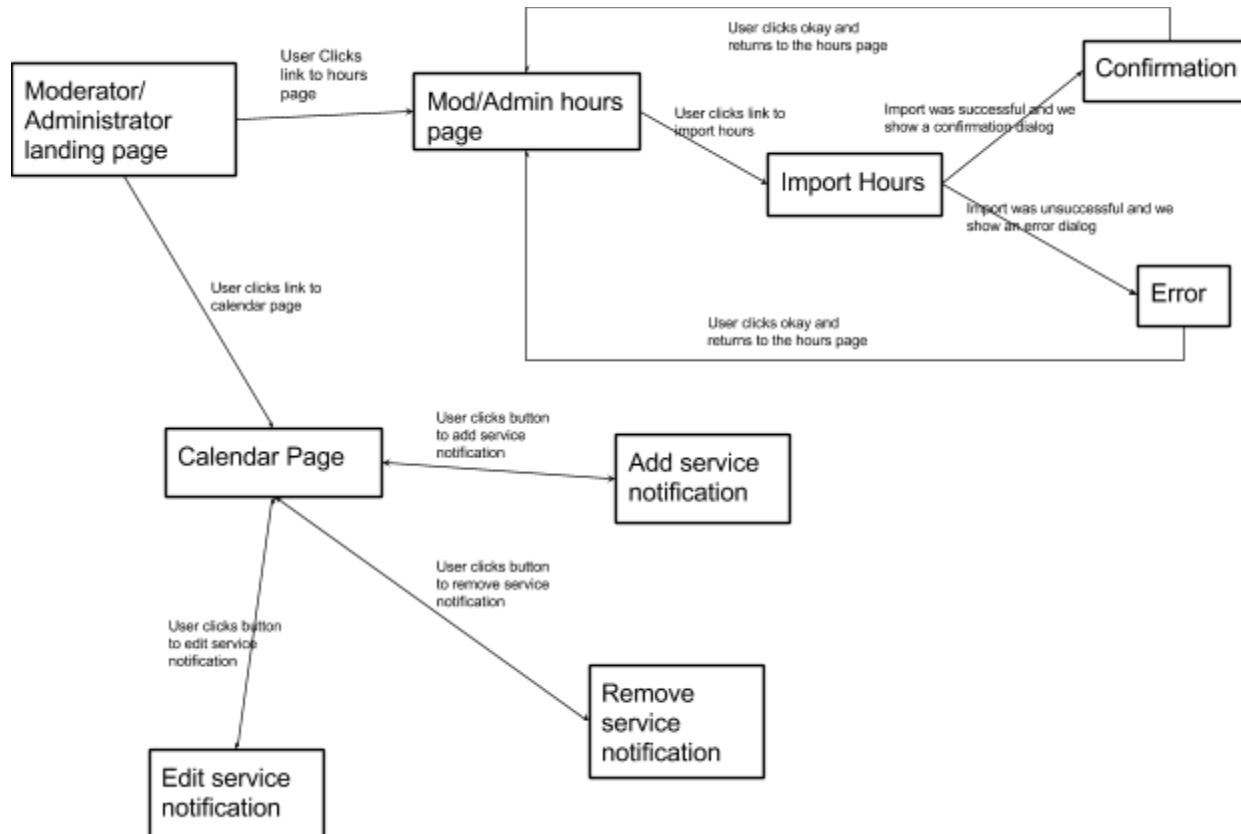 User clicks okay and
returns to the hours page
Confirmation
User Clicks
link to hours
page
Moderator/
Administrator
landing page
Mod/Admin hours
page
User clicks link to
import hours
Import was successful and we
show a confirmation dialog
Import Hours
Import was unsuccessful and we
show an error dialog
Error
User clicks link to
calendar page
User clicks okay and
returns to the hours page
Calendar Page
User clicks button
to add service
notification
Add service
notification
User clicks button
to remove service
notification
User clicks button
to edit service
notification
Remove
service
notification
Edit service
notification